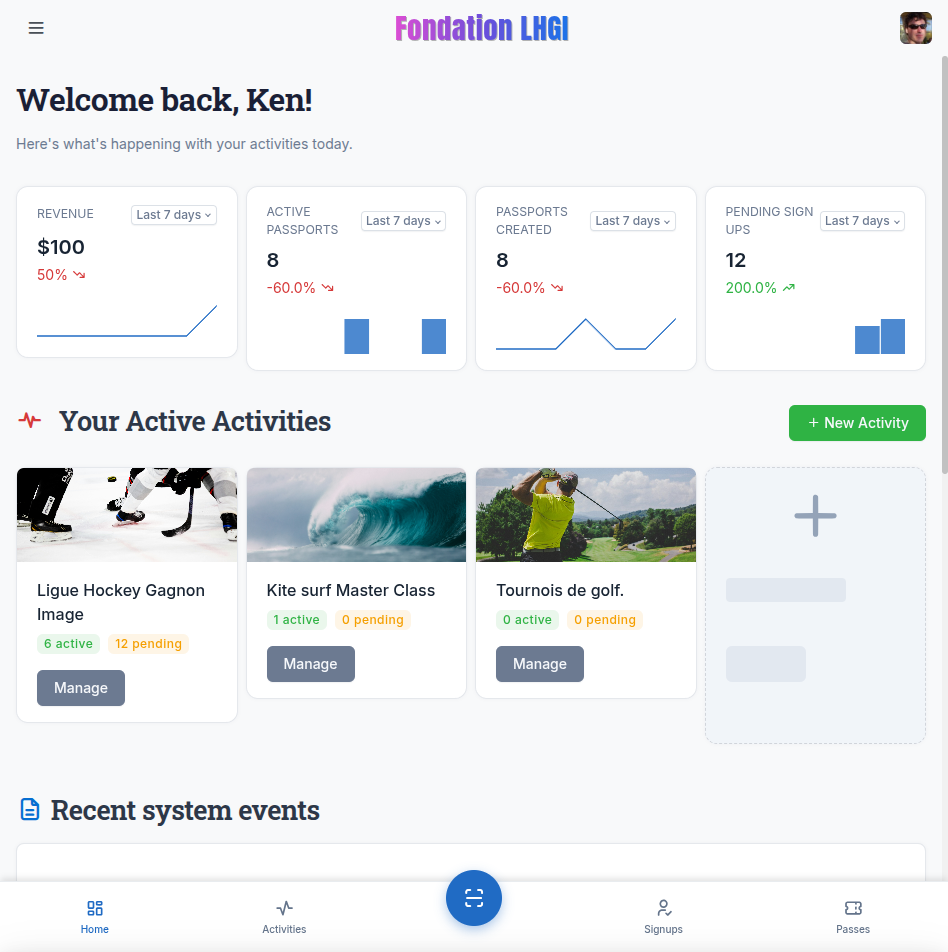 Fondation LHGI
Welcome back, Ken!
Here's what's happening with your activities today.
REVENUE
Last 7 days
$100
50%
ACTIVE
PASSPORTS
Last 7 days
8
-60.0%
PASSPORTS
CREATED
Last 7 days
8
-60.0%
PENDING SIGN
UPS
Last 7 days
12
200.0%
Your Active Activities
+ New Activity
Ligue Hockey Gagnon
Image
6 active 12 pending
Manage
Kite surf Master Class
1 active 0 pending
Manage
Tournois de golf.
0 active 0 pending
Manage
Recent system events
Home
Activities
Signups
Passes